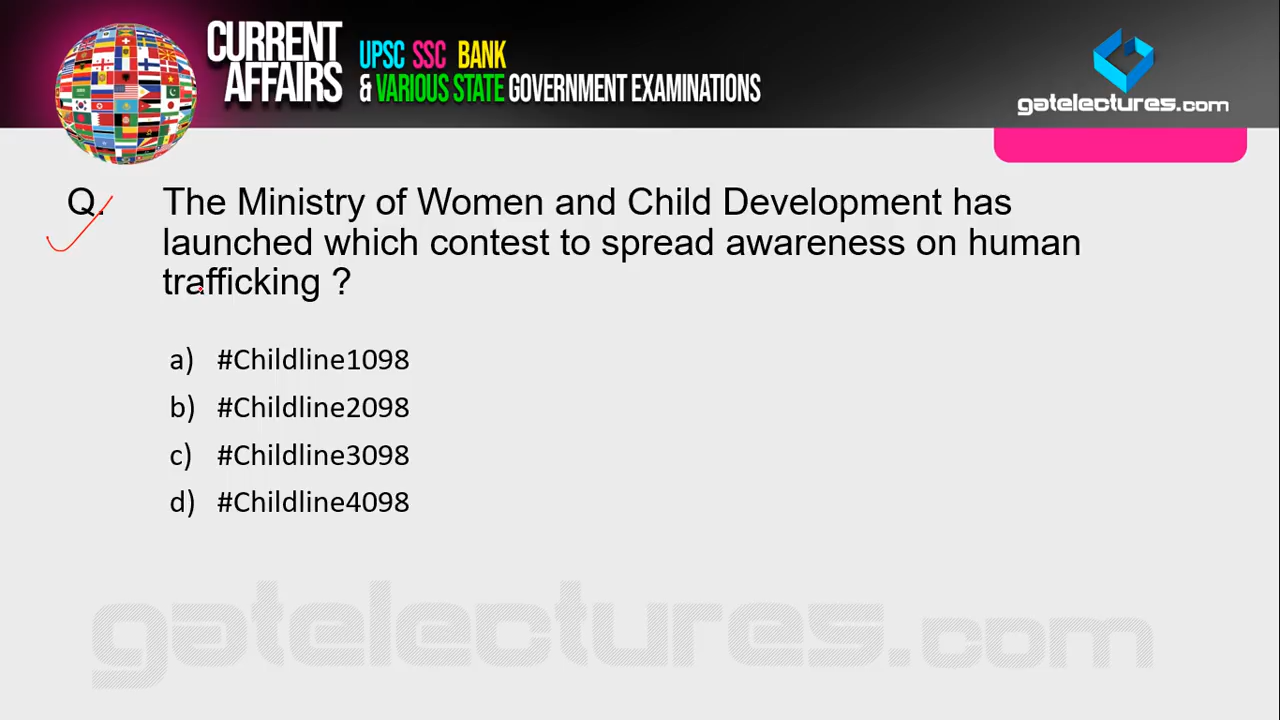 CURRENT
AFFAIRS
UPSC SSC BANK
& VARIOUS STATE GOVERNMENT EXAMINATIONS
gatelectures.com
Q. The Ministry of Women and Child Development has
launched which contest to spread awareness on human
trafficking ?
a) #Childline1098
b) #Childline2098
c) #Childline3098
d) #Childline4098
gatelectures.com